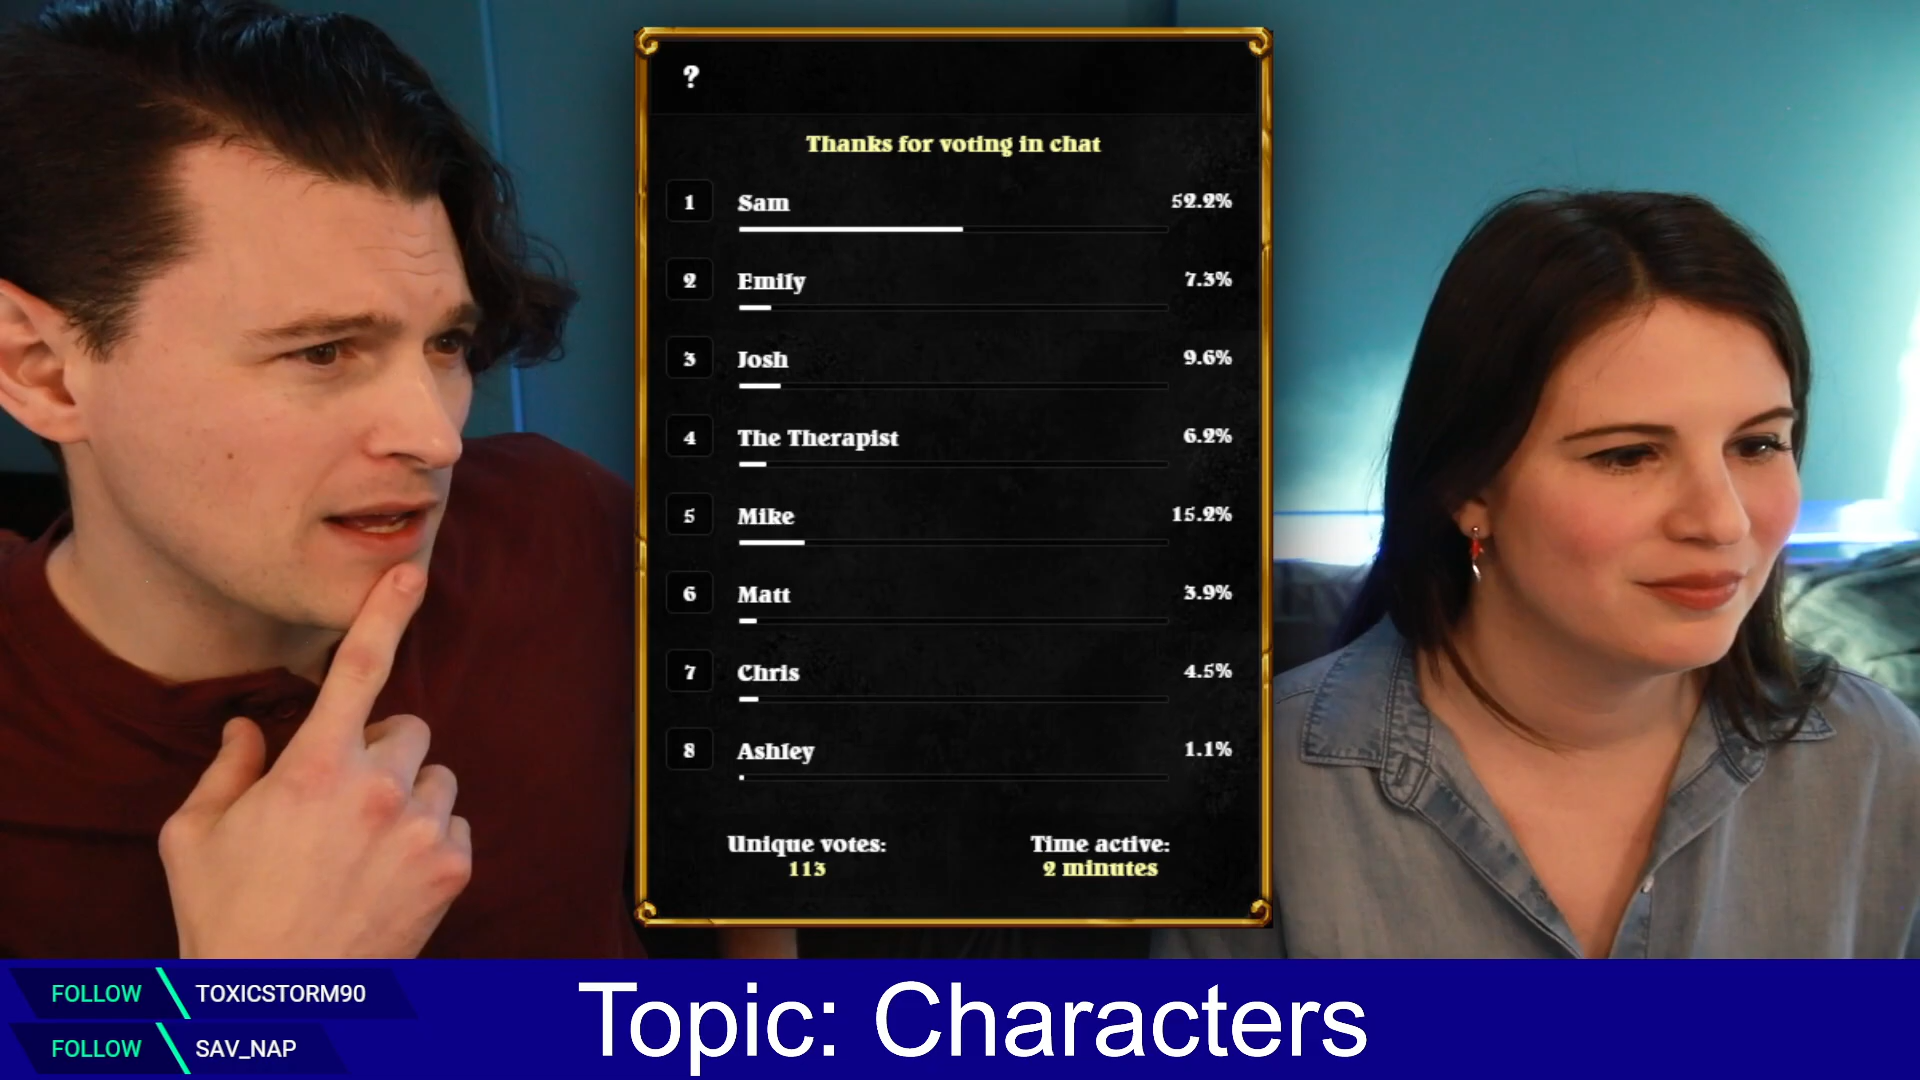 ?
Thanks for voting in chat
1 Sam 52.2%
2 Emily 7.3%
3 Josh 9.6%
4 The Therapist 6.2%
5 Mike 15.2%
6 Matt 3.9%
7 Chris 4.5%
8 Ashley 1.1%
Unique votes: Time active:
113 2 minutes
FOLLOW TOXICSTORM90
FOLLOW SAV_NAP
Topic: Characters